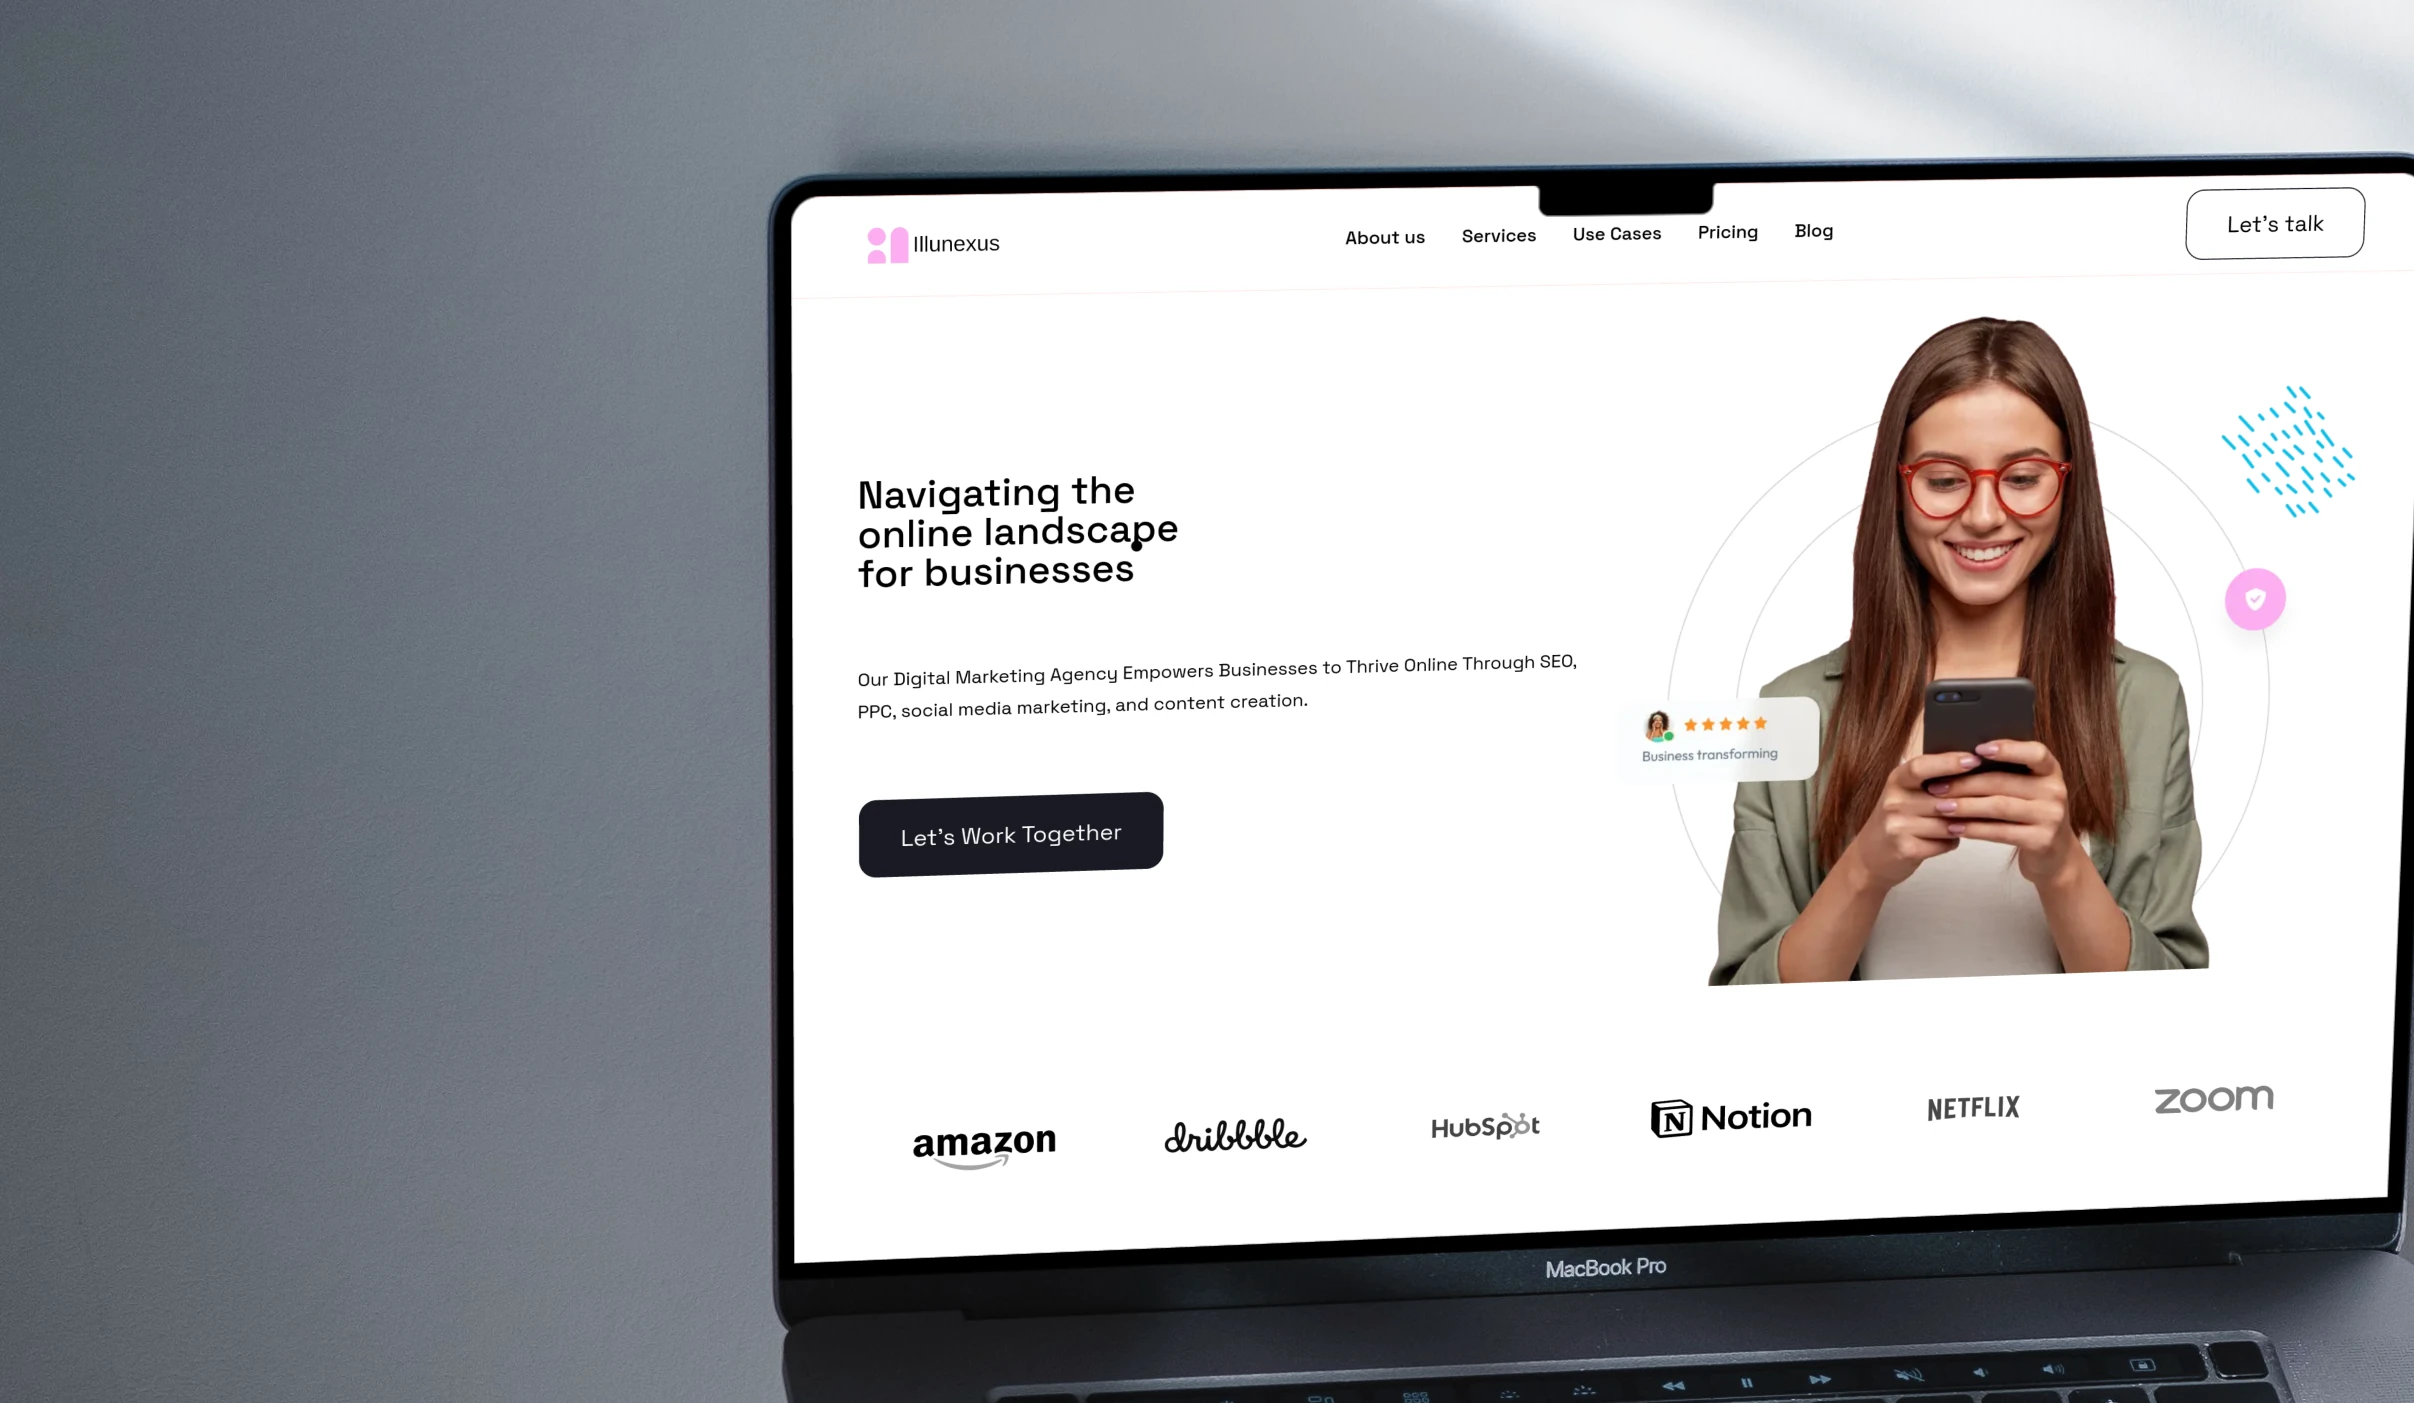 Illunexus
About us
Services
Use Cases
Pricing
Blog
Let's talk
Navigating the
online landscape
for businesses
Our Digital Marketing Agency Empowers Businesses to Thrive Online Through SEO,
PPC, social media marketing, and content creation.
Let's Work Together
Business transforming
amazon
dribbble
HubSpot
N Notion
NETFLIX
zoom
MacBook Pro